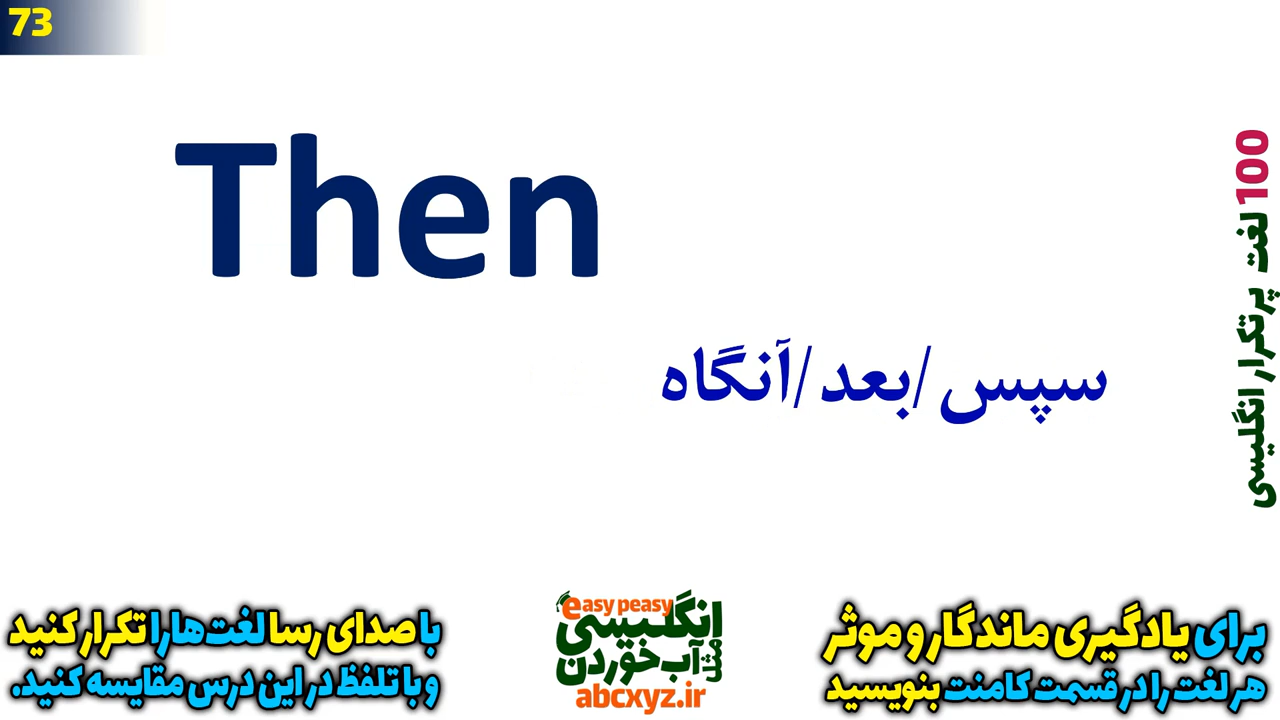 73
Then
سپس /بعد/آنگاه
100 لغت پرتکرار انگلیسی
برای یادگیری ماندگار و موثر
هر لغت را در قسمت کامنت بنویسید
easy peasy
انگلیسی
مثل آب خوردن
abcxyz.ir
با صدای رسا لغت‌ها را تکرار کنید
و با تلفظ در این درس مقایسه کنید.